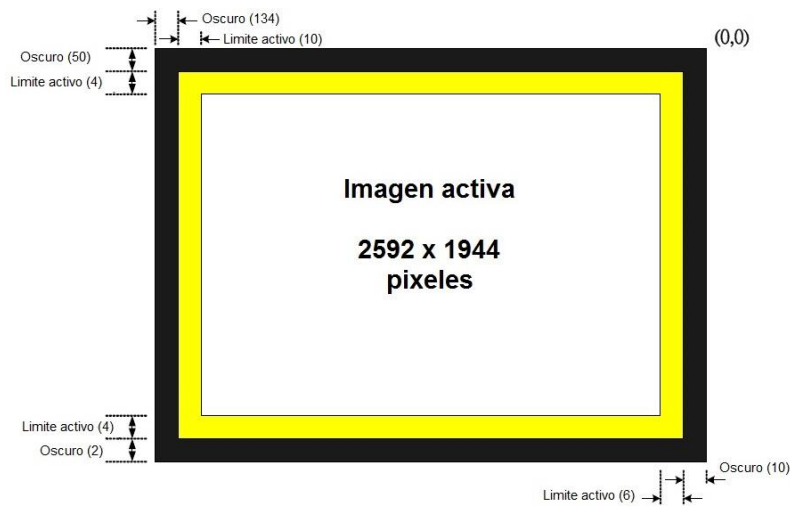 Oscuro (134)
Limite activo (10)
(0,0)
Oscuro (50)
Limite activo (4)
Imagen activa
2592 x 1944
pixeles
Limite activo (4)
Oscuro (2)
Oscuro (10)
Limite activo (6)